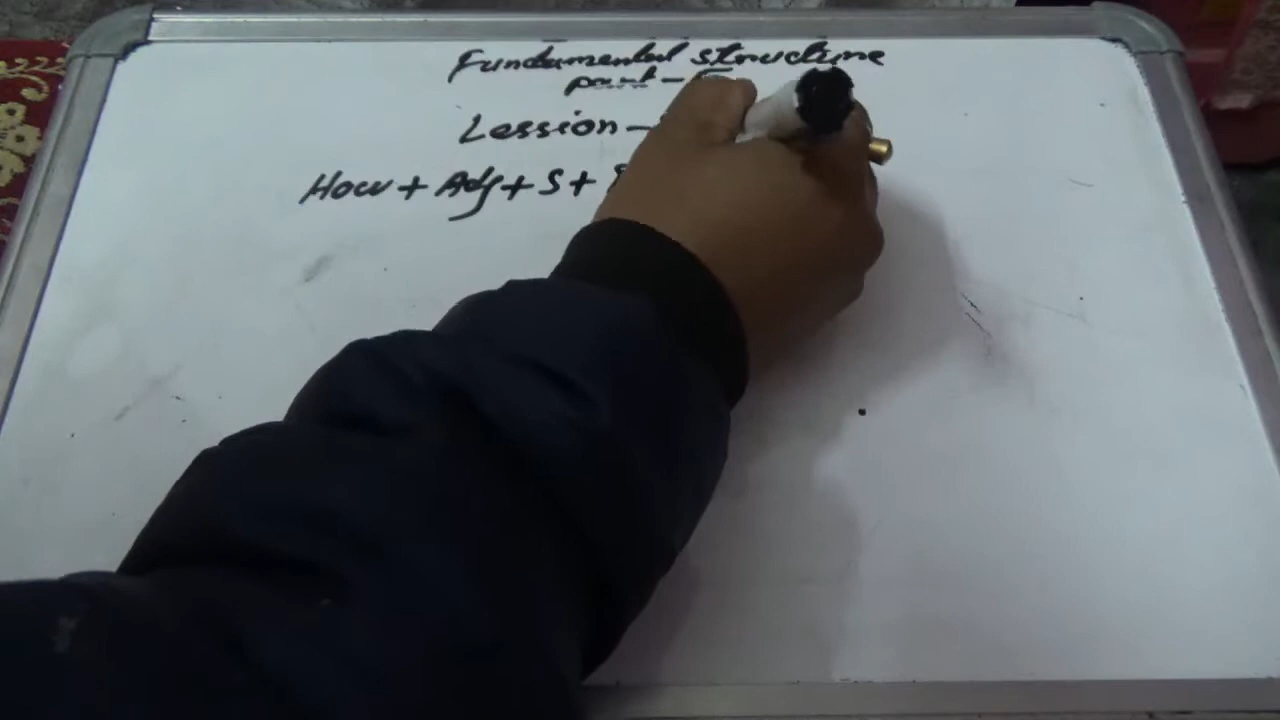 Fundamental structure
part -
Lession -
How + Adj + S +